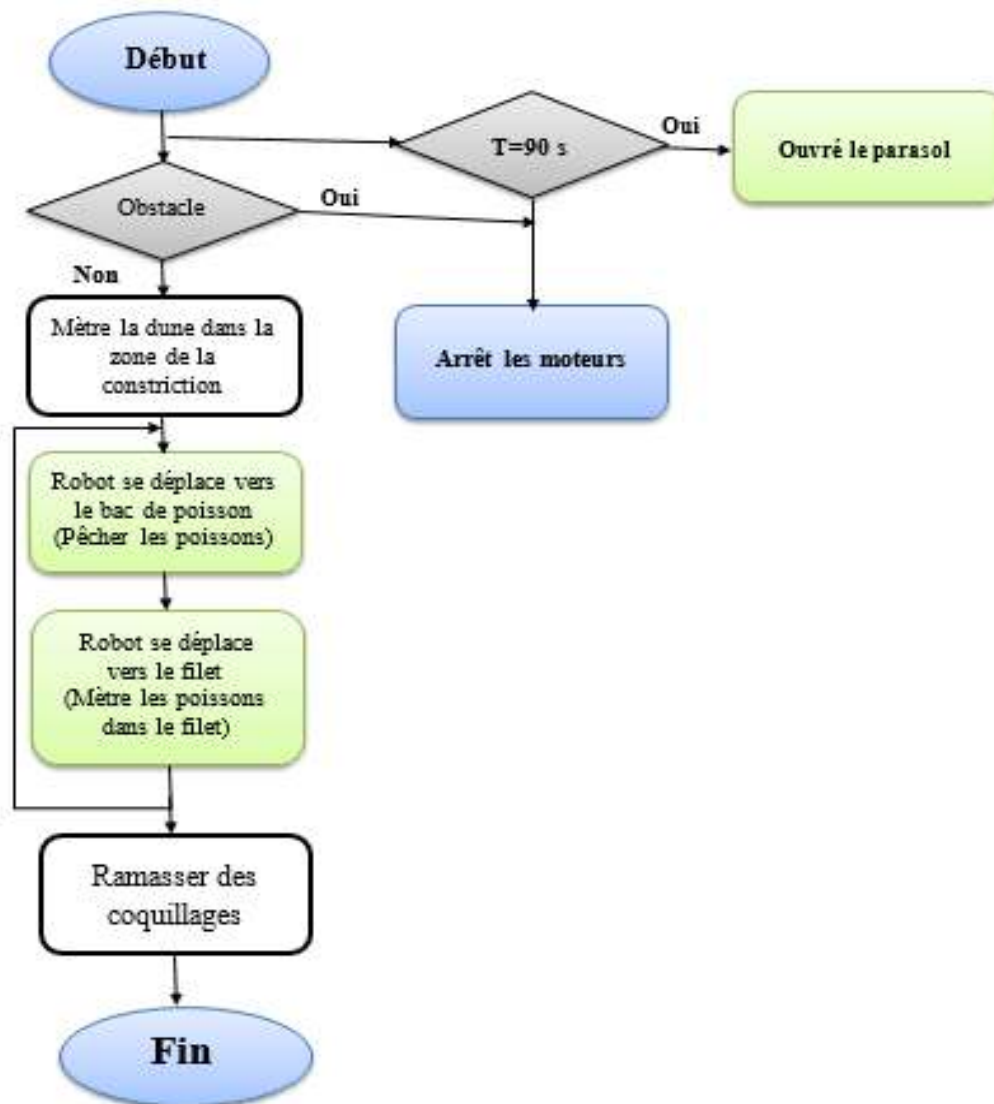 Début
T=90 s
Oui
Ouvré le parasol
Obstacle
Oui
Non
Mètre la dune dans la
zone de la
constriction
Arrêt les moteurs
Robot se déplace vers
le bac de poisson
(Pêcher les poissons)
Robot se déplace
vers le filet
(Mètre les poissons
dans le filet)
Ramasser des
coquillages
Fin